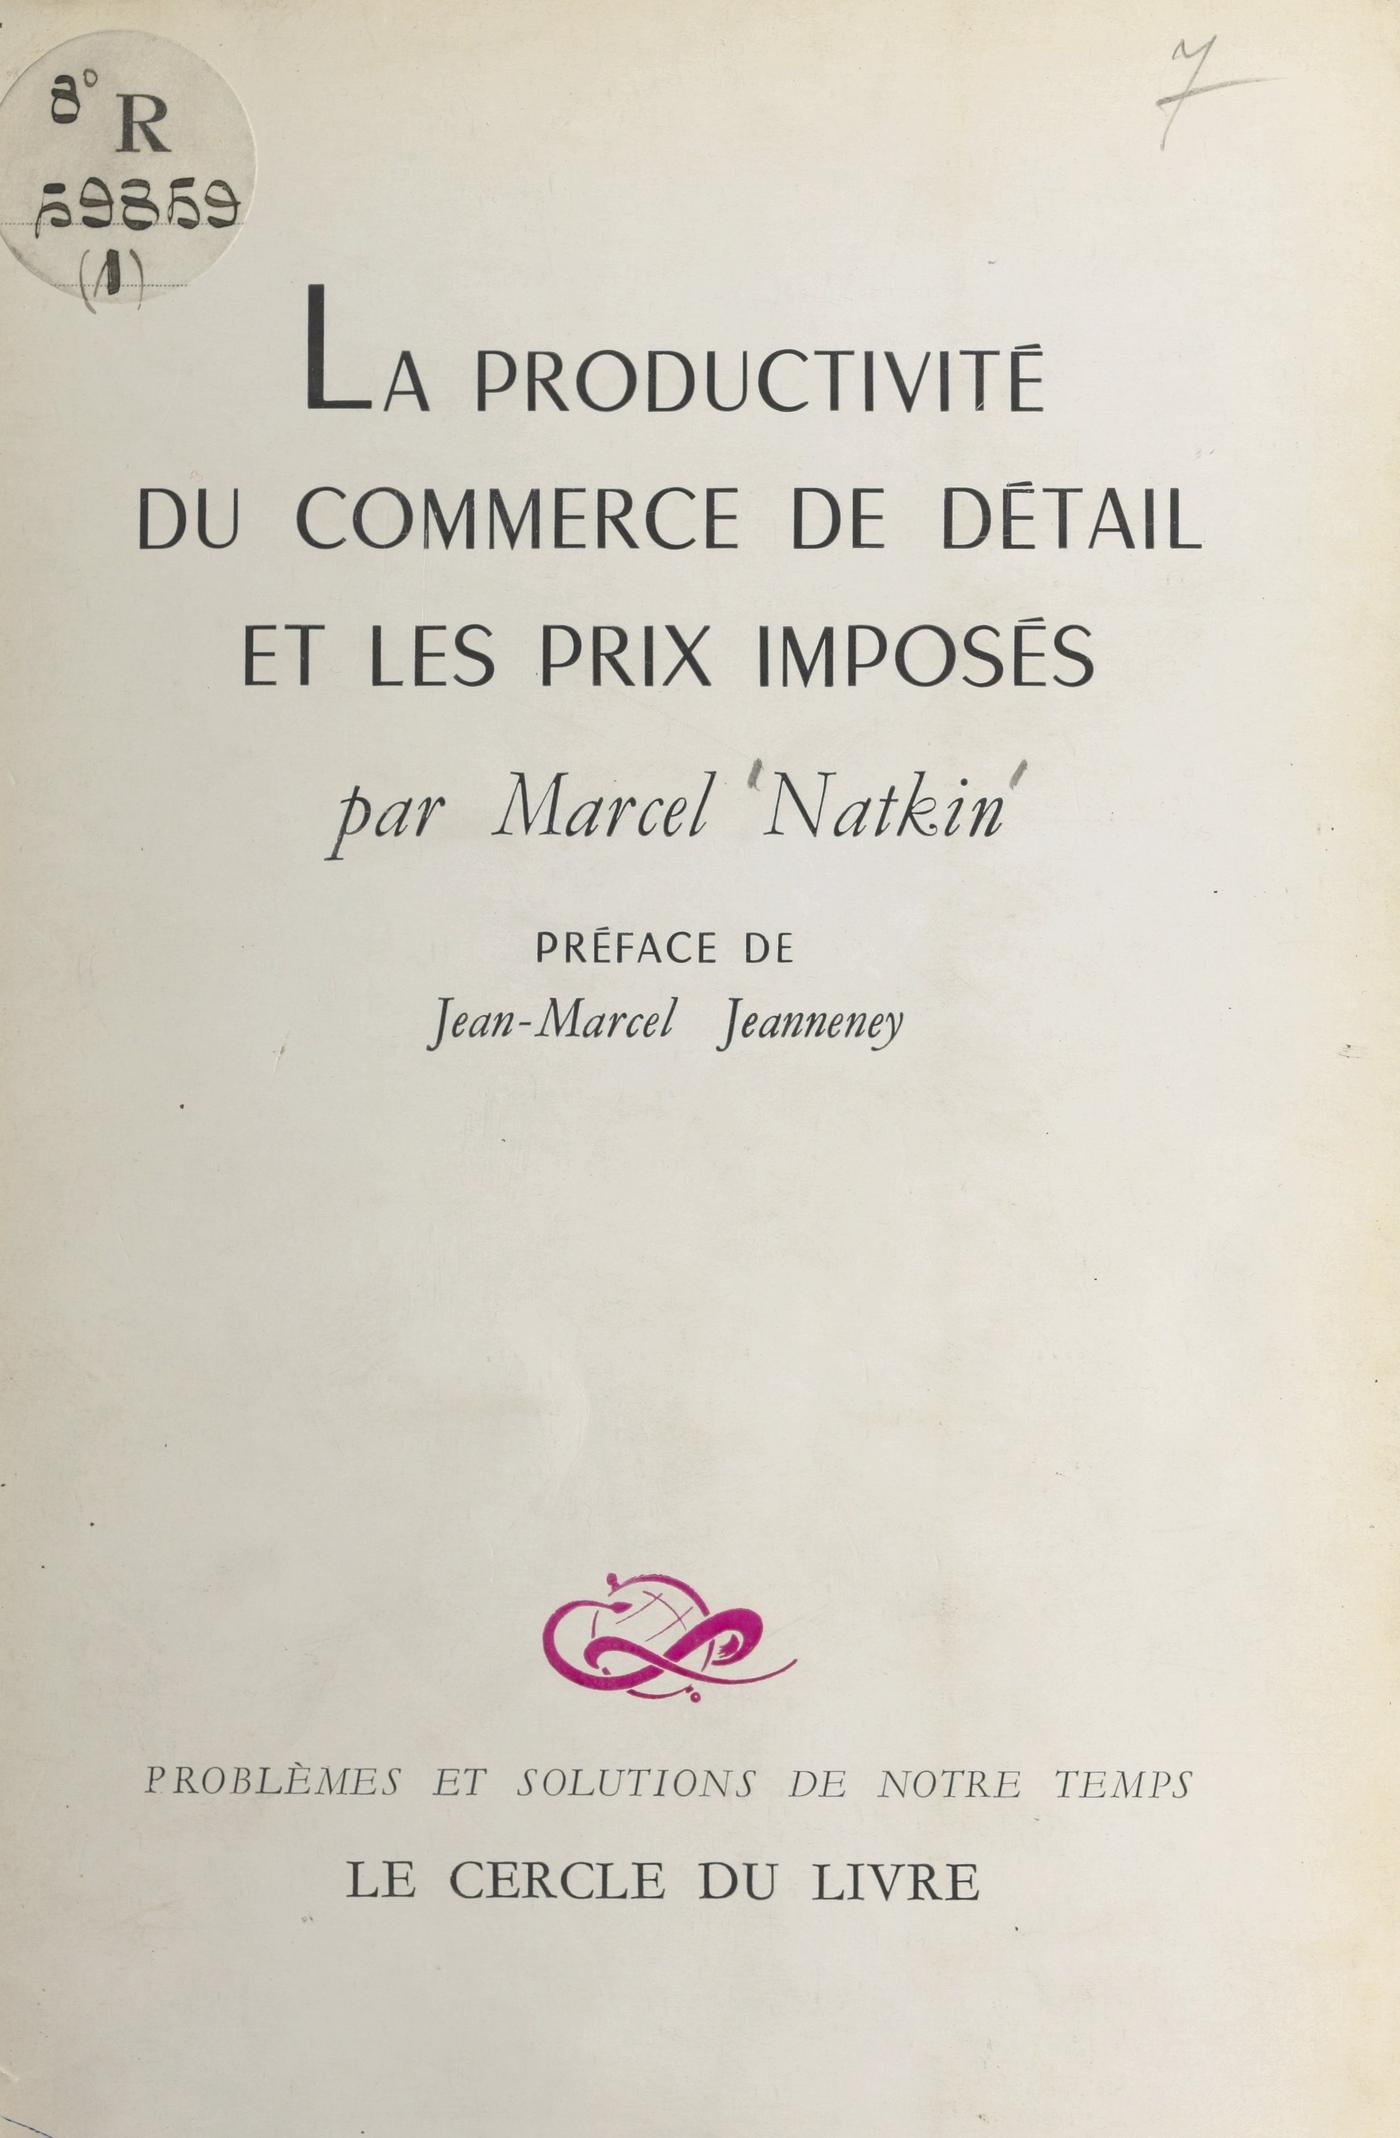 7
8° R
59859
(1)
LA PRODUCTIVITÉ
DU COMMERCE DE DÉTAIL
ET LES PRIX IMPOSÉS
par Marcel Natkin
PRÉFACE DE
Jean-Marcel Jeanneney
PROBLÈMES ET SOLUTIONS DE NOTRE TEMPS
LE CERCLE DU LIVRE